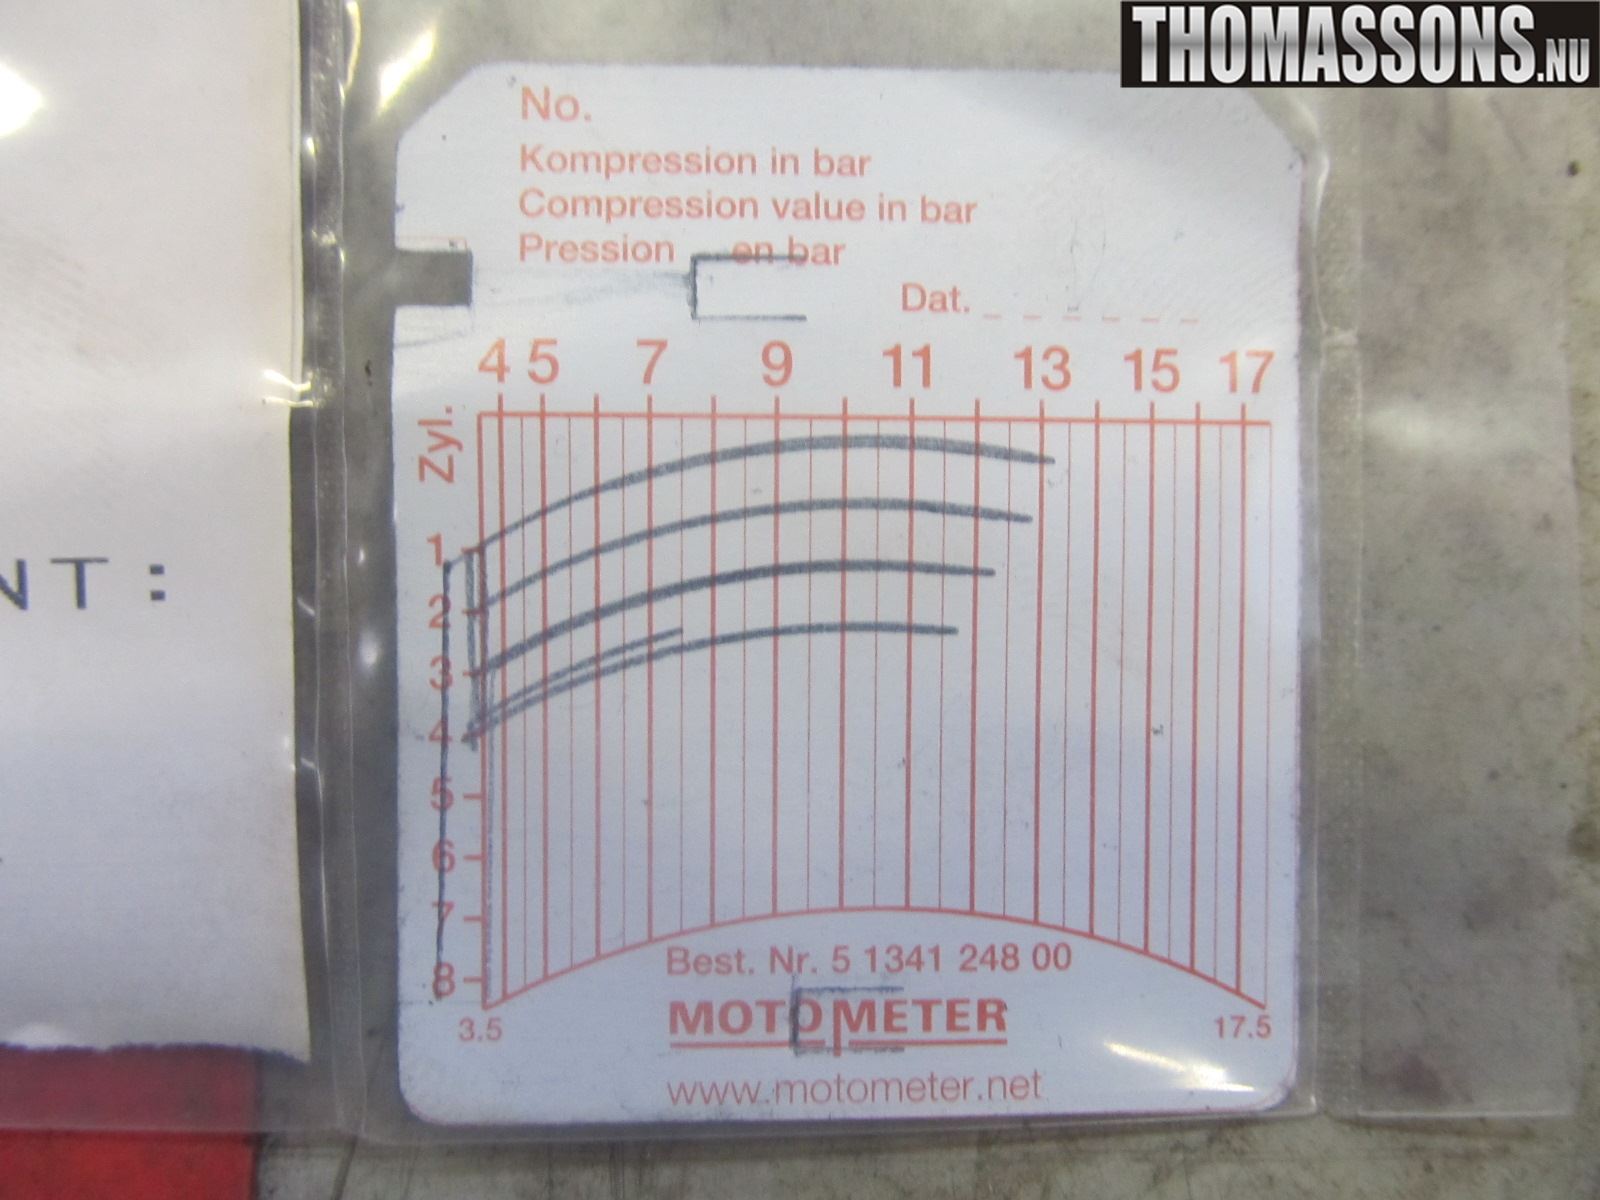 THOMASSONS.NU
No.
Kompression in bar
Compression value in bar
Pression en bar
Dat. _ _ _ _ _ _
4 5 7 9 11 13 15 17
Zyl.
1
2
3
4
5
6
7
8
NT:
3.5 17.5
Best. Nr. 5 1341 248 00
MOTOMETER
www.motometer.net